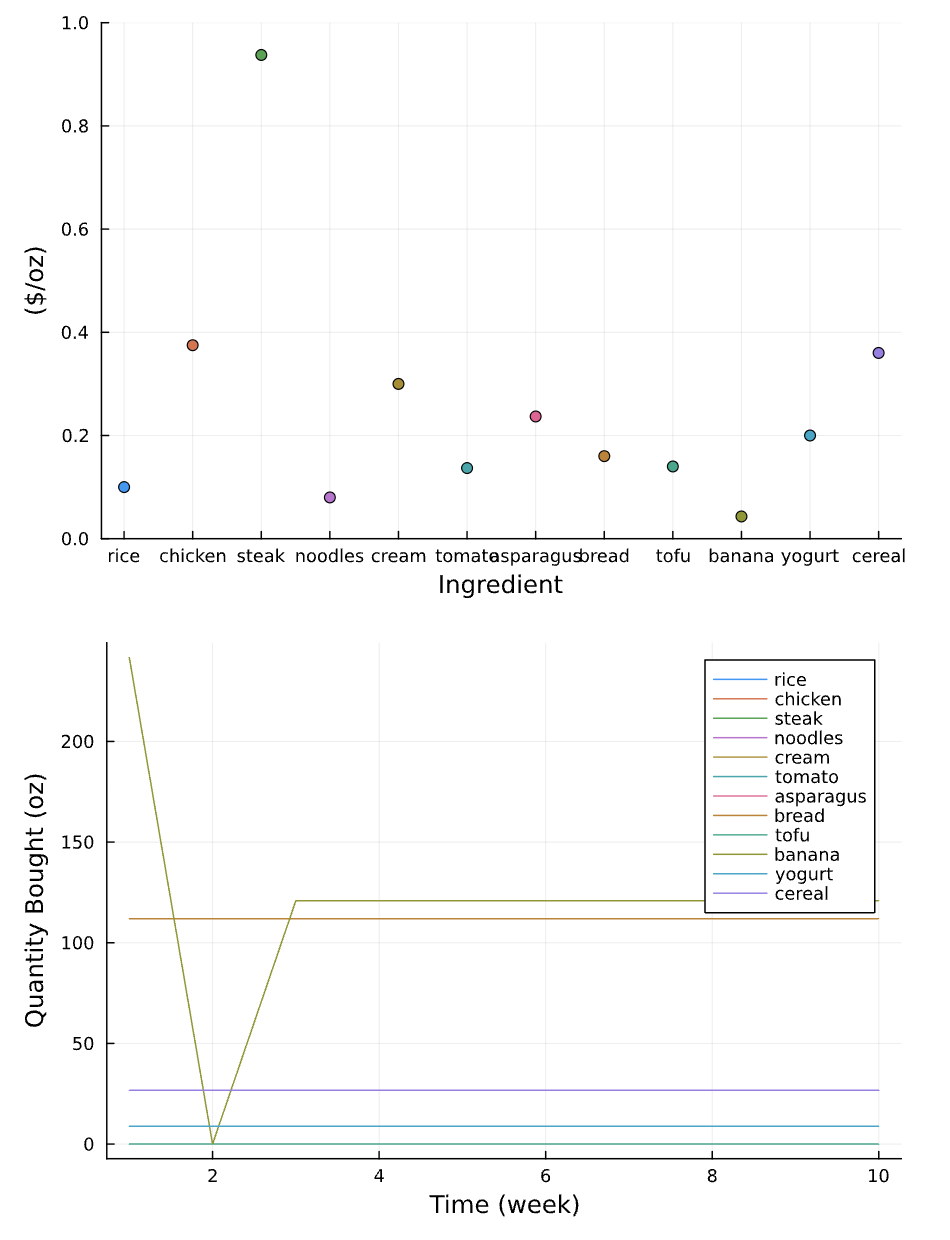 1.0
0.8
0.6
0.4
0.2
0.0
($/oz)
rice chicken steak noodles cream tomato asparagus bread tofu banana yogurt cereal
Ingredient
200
150
100
50
0
Quantity Bought (oz)
rice
chicken
steak
noodles
cream
tomato
asparagus
bread
tofu
banana
yogurt
cereal
2 4 6 8 10
Time (week)